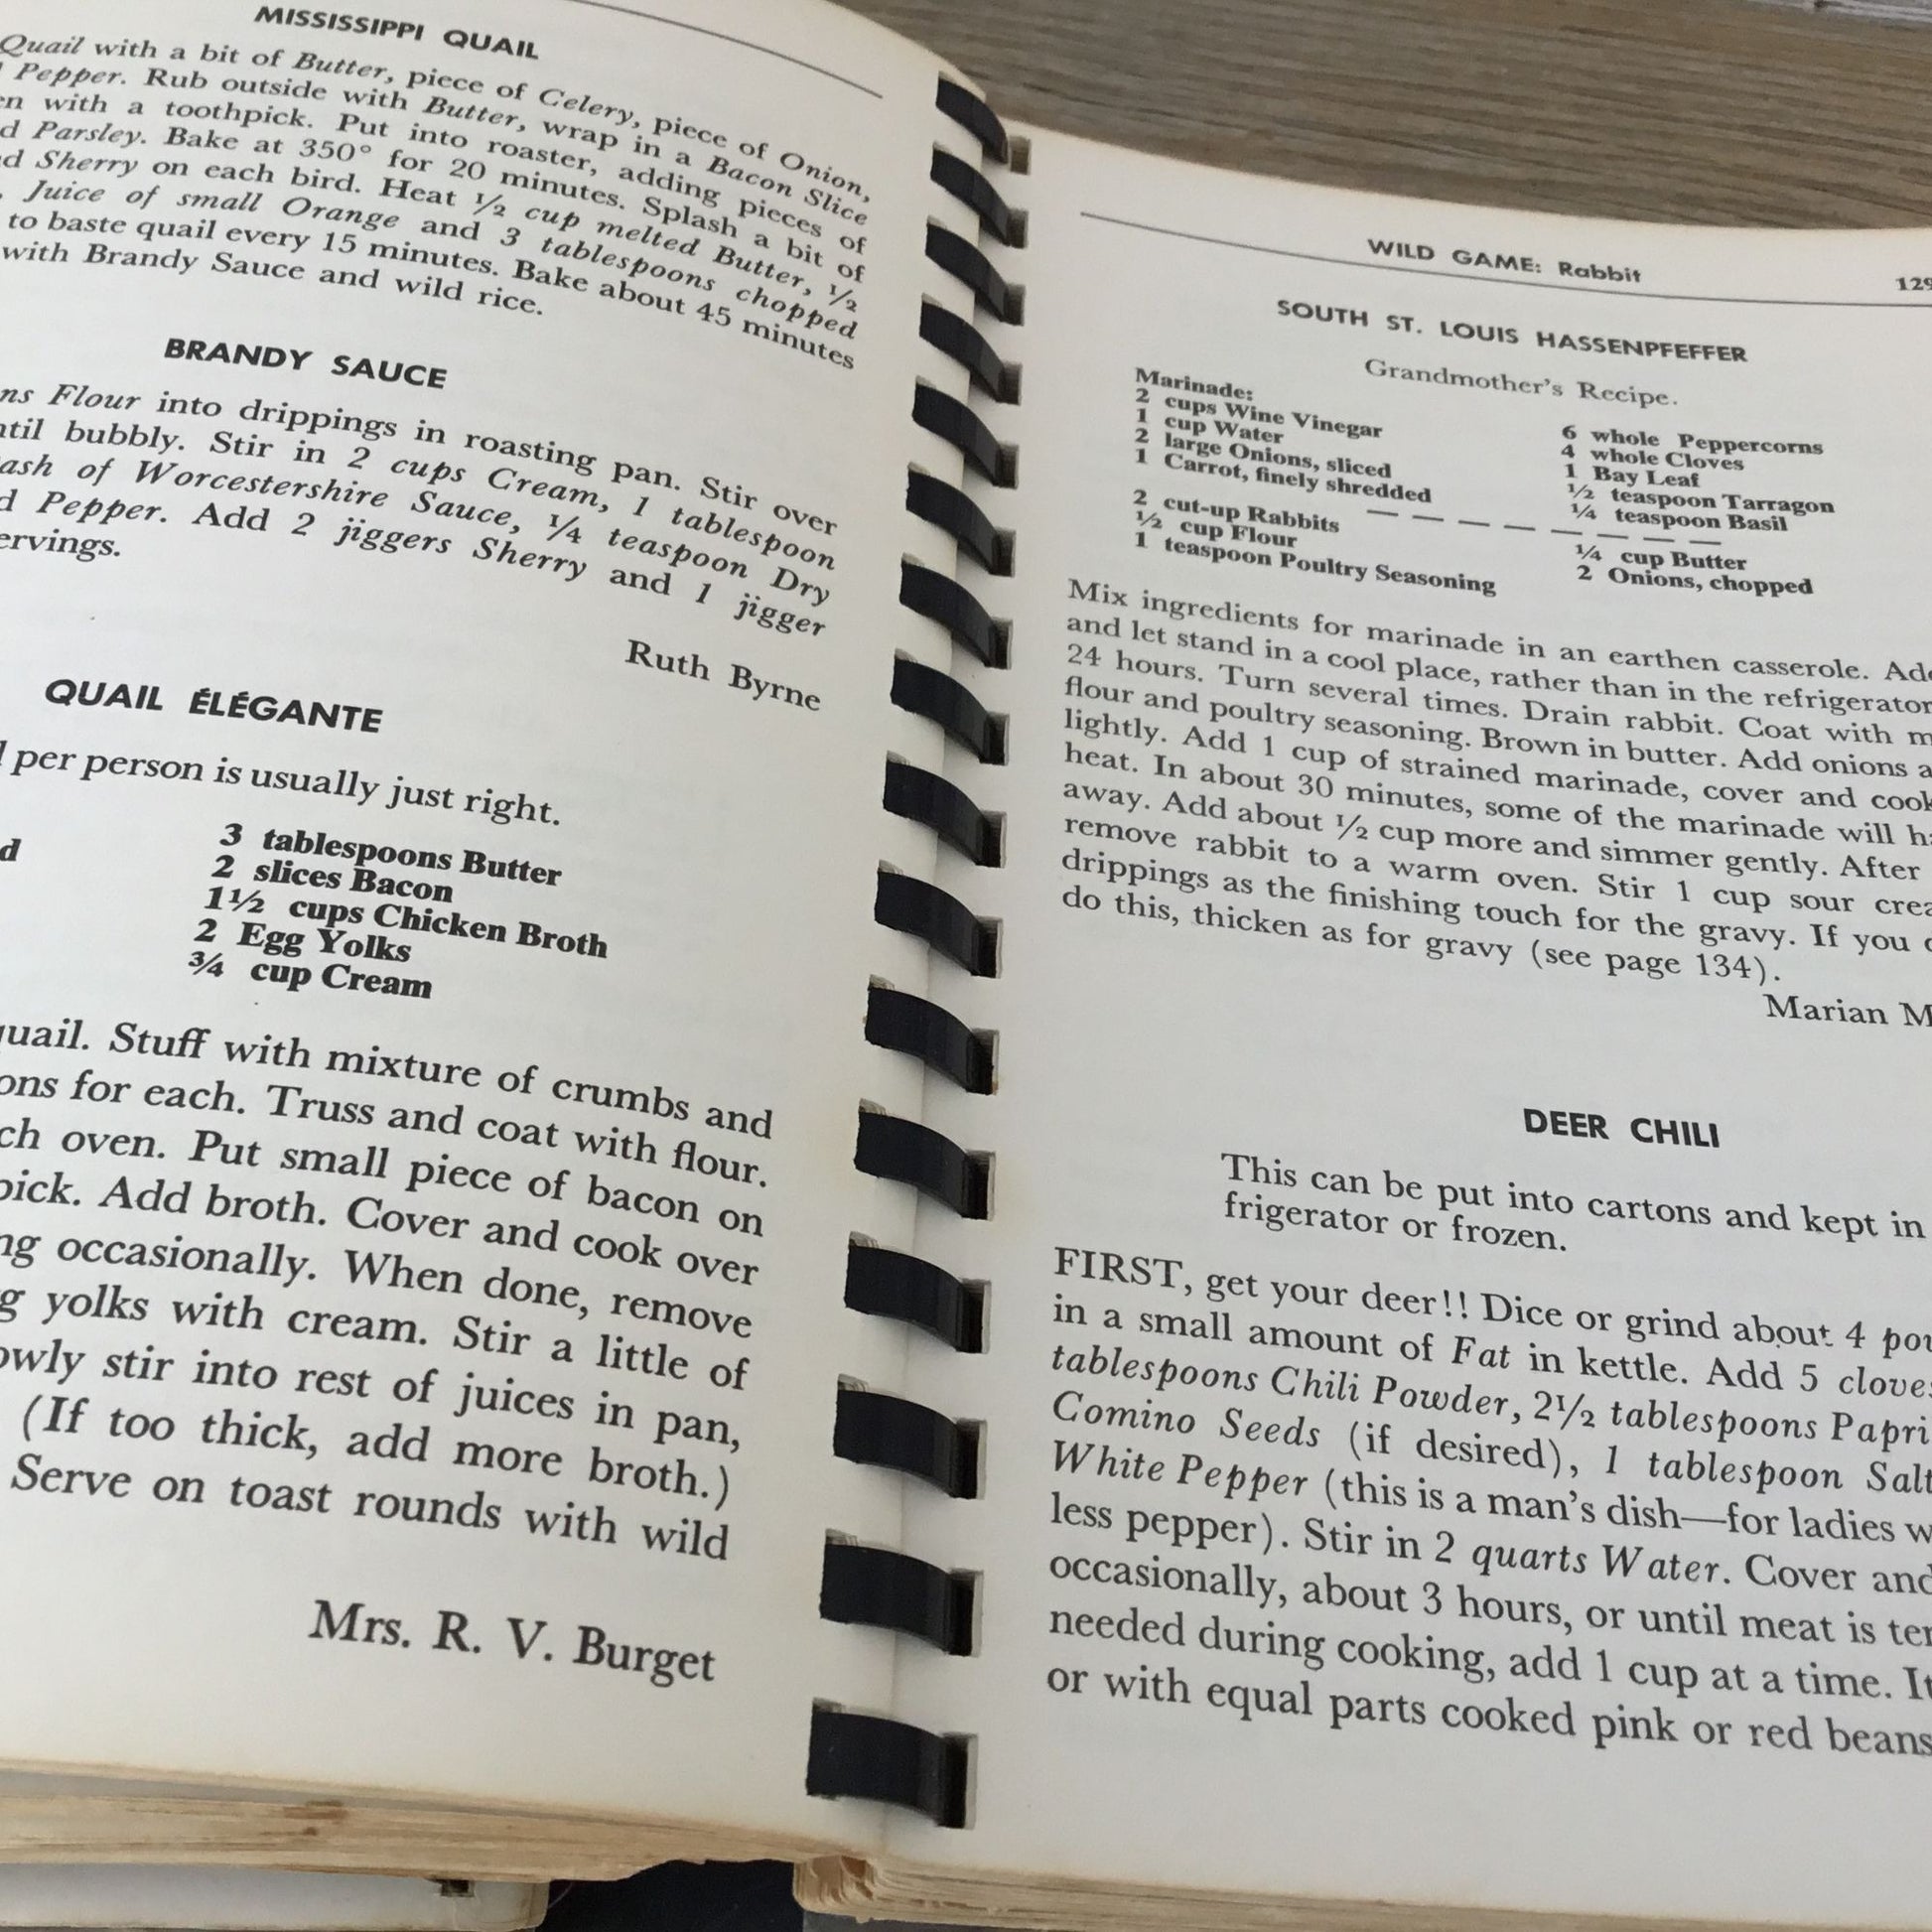 MISSISSIPPI QUAIL
Quail with a bit of Butter, piece of Celery, piece of Onion,
Pepper. Rub outside with Butter, wrap in a Bacon Slice
en with a toothpick. Put into roaster, adding pieces of
d Parsley. Bake at 350° for 20 minutes. Splash a bit of
d Sherry on each bird. Heat ½ cup melted Butter, ½
. Juice of small Orange and 3 tablespoons chopped
to baste quail every 15 minutes. Bake about 45 minutes
with Brandy Sauce and wild rice.
BRANDY SAUCE
ns Flour into drippings in roasting pan. Stir over
ntil bubbly. Stir in 2 cups Cream, 1 tablespoon
ash of Worcestershire Sauce, ¼ teaspoon Dry
d Pepper. Add 2 jiggers Sherry and 1 jigger
ervings.
Ruth Byrne
QUAIL ÉLÉGANTE
per person is usually just right.
d
3 tablespoons Butter
2 slices Bacon
1½ cups Chicken Broth
2 Egg Yolks
¾ cup Cream
quail. Stuff with mixture of crumbs and
ons for each. Truss and coat with flour.
ch oven. Put small piece of bacon on
pick. Add broth. Cover and cook over
ng occasionally. When done, remove
g yolks with cream. Stir a little of
owly stir into rest of juices in pan,
(If too thick, add more broth.)
Serve on toast rounds with wild
Mrs. R. V. Burget
WILD GAME: Rabbit 129
SOUTH ST. LOUIS HASSENPFEFFER
Grandmother's Recipe.
Marinade:
2 cups Wine Vinegar
1 cup Water
2 large Onions, sliced
1 Carrot, finely shredded
6 whole Peppercorns
4 whole Cloves
1 Bay Leaf
½ teaspoon Tarragon
¼ teaspoon Basil
2 cut-up Rabbits
½ cup Flour
1 teaspoon Poultry Seasoning
¼ cup Butter
2 Onions, chopped
Mix ingredients for marinade in an earthen casserole. Add
and let stand in a cool place, rather than in the refrigerator
24 hours. Turn several times. Drain rabbit. Coat with m
flour and poultry seasoning. Brown in butter. Add onions a
lightly. Add 1 cup of strained marinade, cover and cook
heat. In about 30 minutes, some of the marinade will ha
away. Add about ½ cup more and simmer gently. After
remove rabbit to a warm oven. Stir 1 cup sour crea
drippings as the finishing touch for the gravy. If you d
do this, thicken as for gravy (see page 134).
Marian M
DEER CHILI
This can be put into cartons and kept in
frigerator or frozen.
FIRST, get your deer!! Dice or grind about 4 pou
in a small amount of Fat in kettle. Add 5 cloves
tablespoons Chili Powder, 2½ tablespoons Papri
Comino Seeds (if desired), 1 tablespoon Salt
White Pepper (this is a man's dish—for ladies w
less pepper). Stir in 2 quarts Water. Cover and
occasionally, about 3 hours, or until meat is ten
needed during cooking, add 1 cup at a time. It
or with equal parts cooked pink or red beans